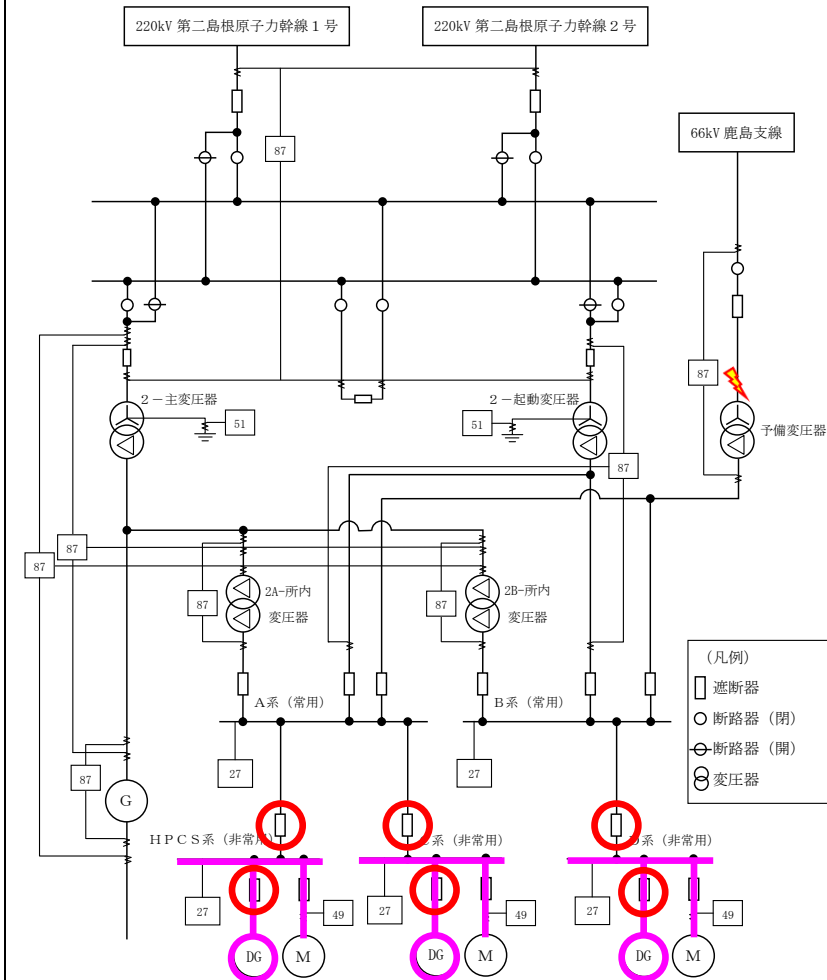 220kV 第二島根原子力幹線1号
220kV 第二島根原子力幹線2号
66kV 鹿島支線
87
87
2-主変圧器
51
2-起動変圧器
51
予備変圧器
87
87
87
87
2A-所内
変圧器
87
2B-所内
変圧器
(凡例)
遮断器
断路器(閉)
断路器(開)
変圧器
A系(常用)
B系(常用)
27
27
87
G
HPCS系(非常用)
系(非常用)
系(非常用)
27
49
27
49
27
49
DG
M
DG
M
DG
M